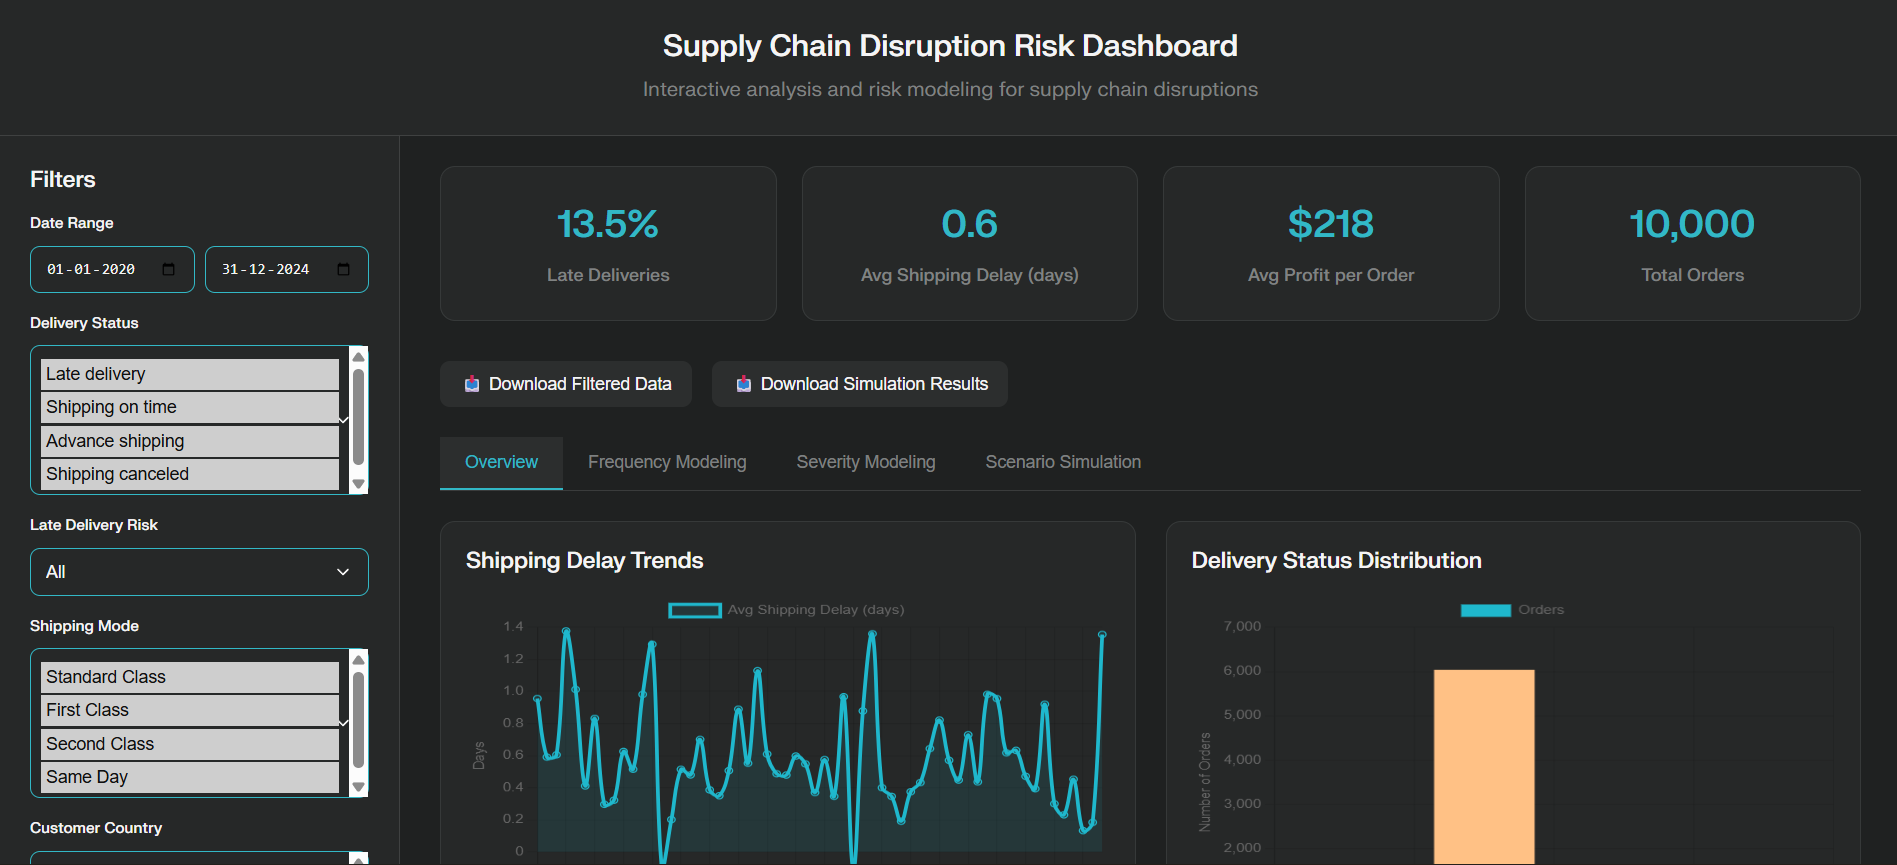 Supply Chain Disruption Risk Dashboard
Interactive analysis and risk modeling for supply chain disruptions
Filters
Date Range
01-01-2020
31-12-2024
Delivery Status
Late delivery
Shipping on time
Advance shipping
Shipping canceled
Late Delivery Risk
All
Shipping Mode
Standard Class
First Class
Second Class
Same Day
Customer Country
13.5%
Late Deliveries
0.6
Avg Shipping Delay (days)
$218
Avg Profit per Order
10,000
Total Orders
Download Filtered Data
Download Simulation Results
Overview
Frequency Modeling
Severity Modeling
Scenario Simulation
Shipping Delay Trends
Avg Shipping Delay (days)
1.4
1.2
1.0
0.8
0.6
0.4
0.2
0
Days
Delivery Status Distribution
Orders
7,000
6,000
5,000
4,000
3,000
2,000
Number of Orders